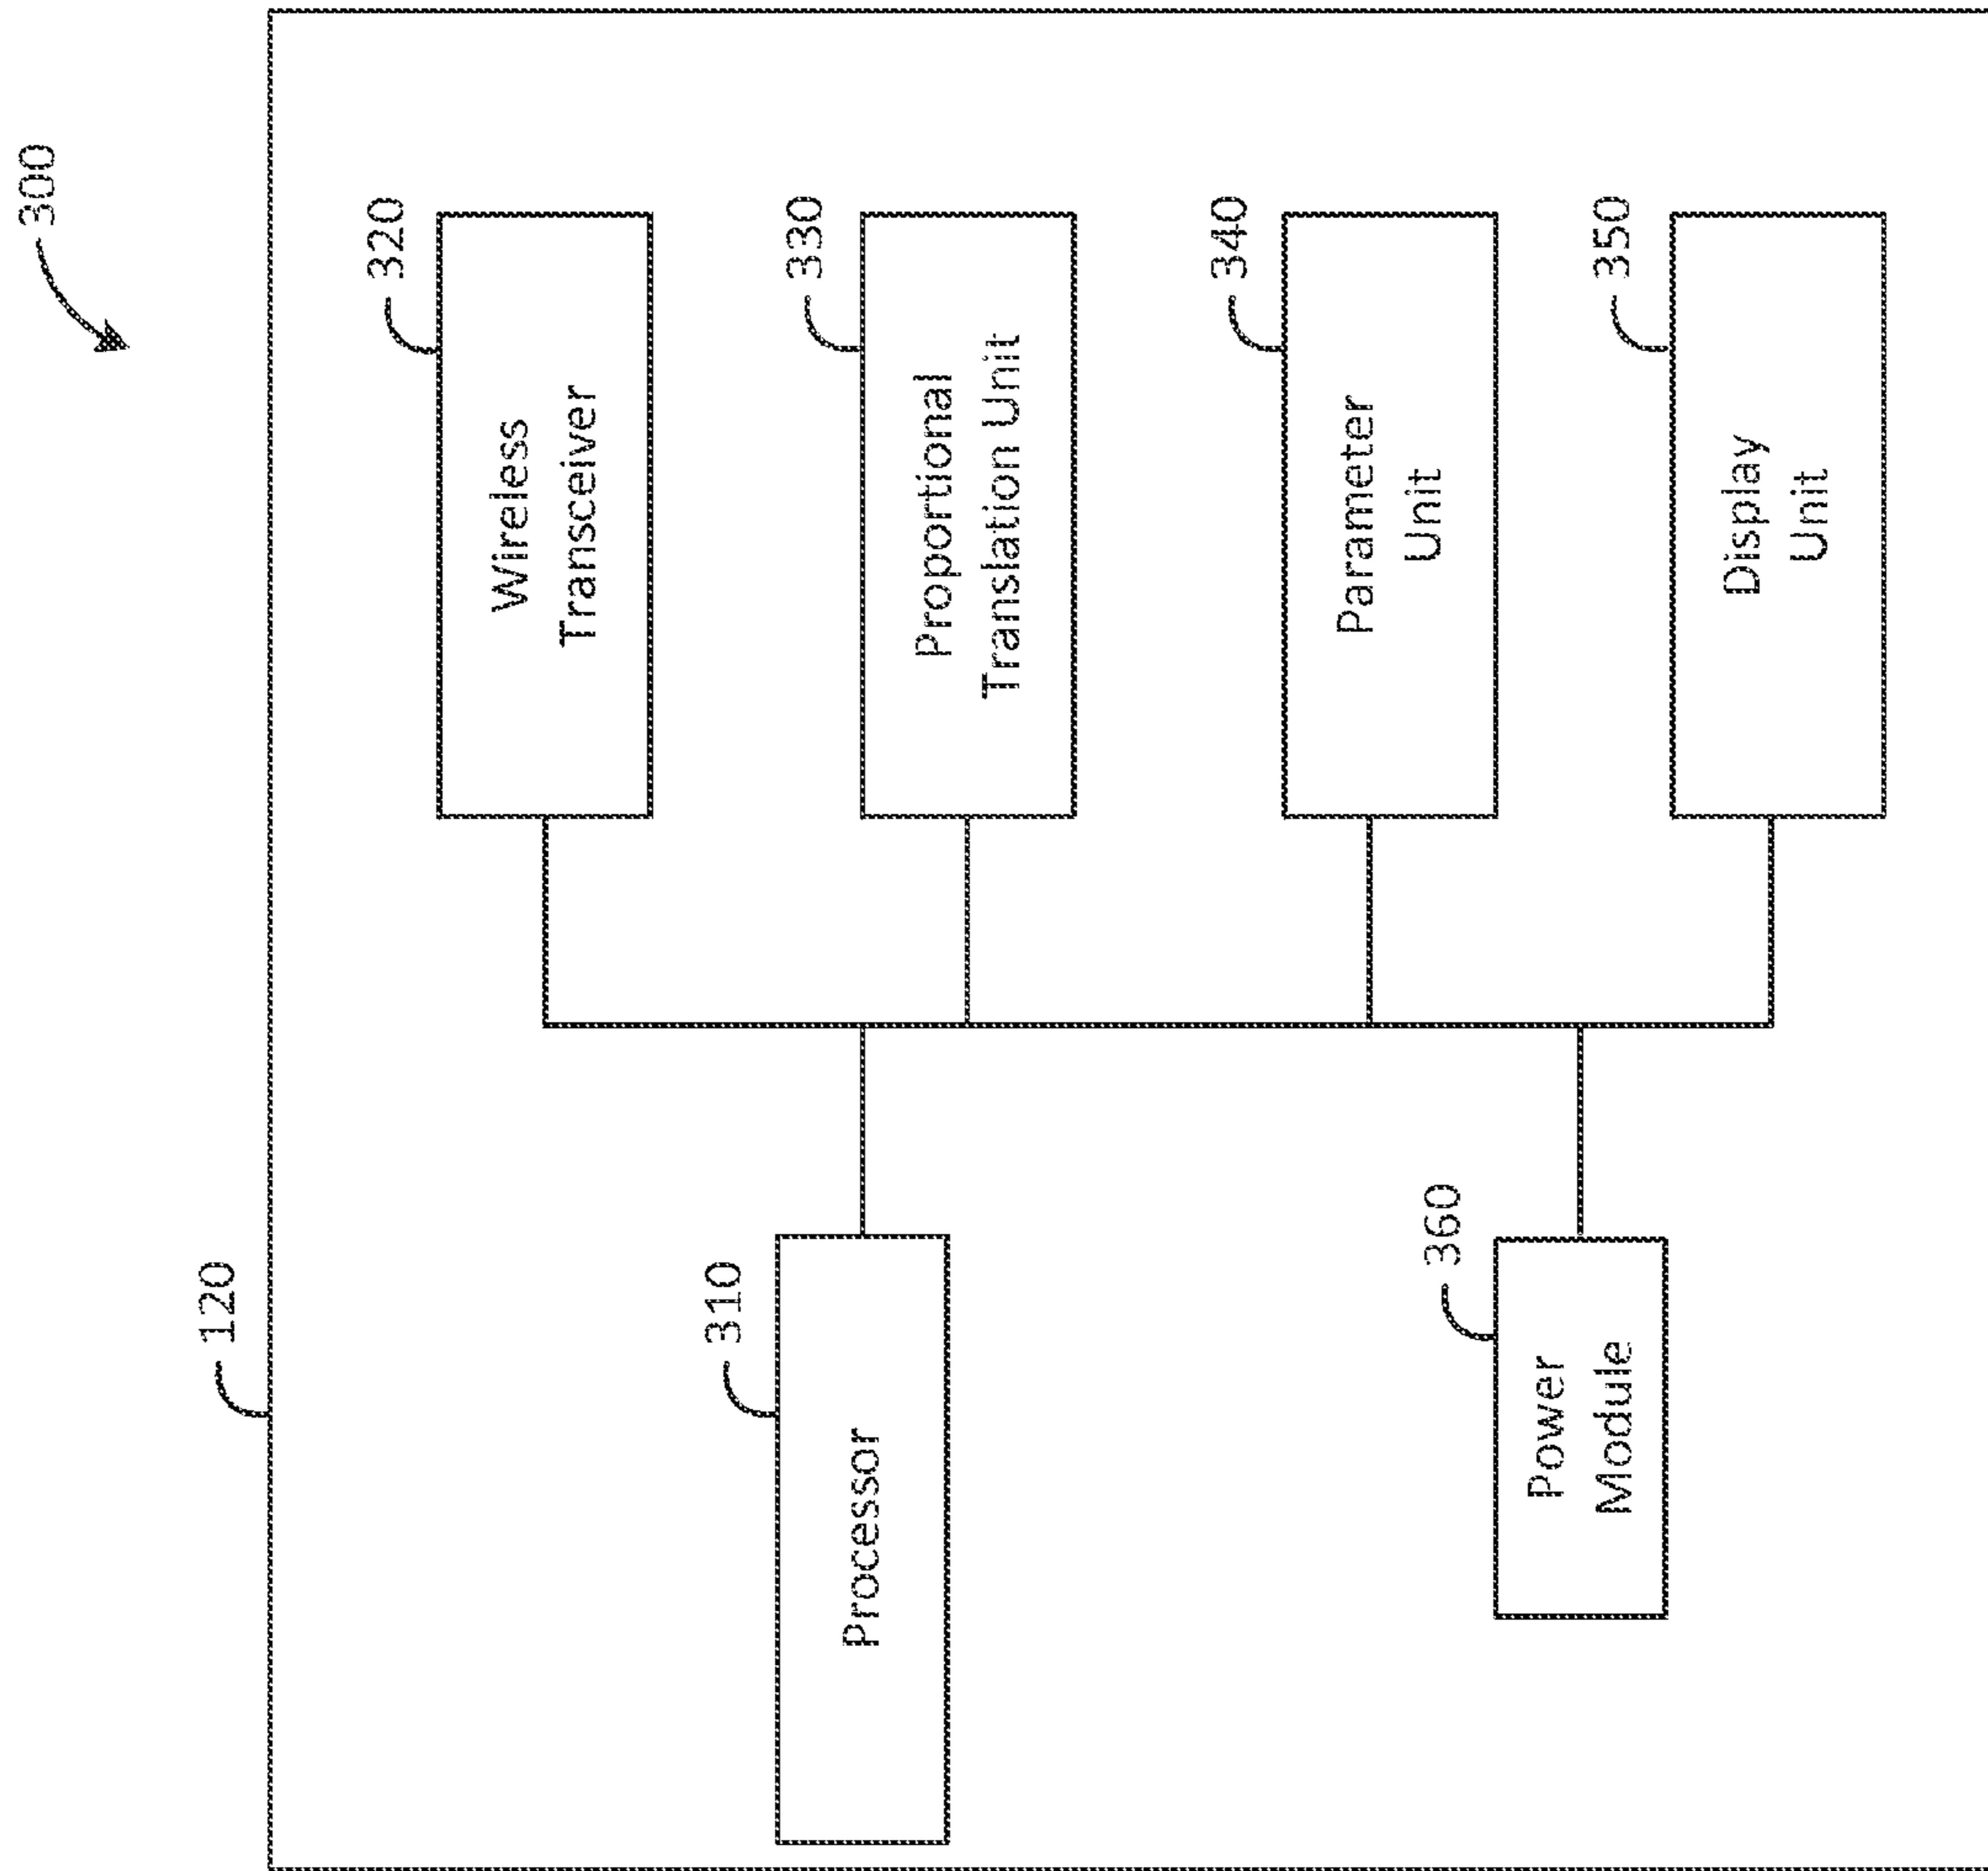 300
120
320
Wireless
Transceiver
310
Processor
330
Proportional
Translation Unit
340
Parameter
Unit
360
Power
Module
350
Display
Unit